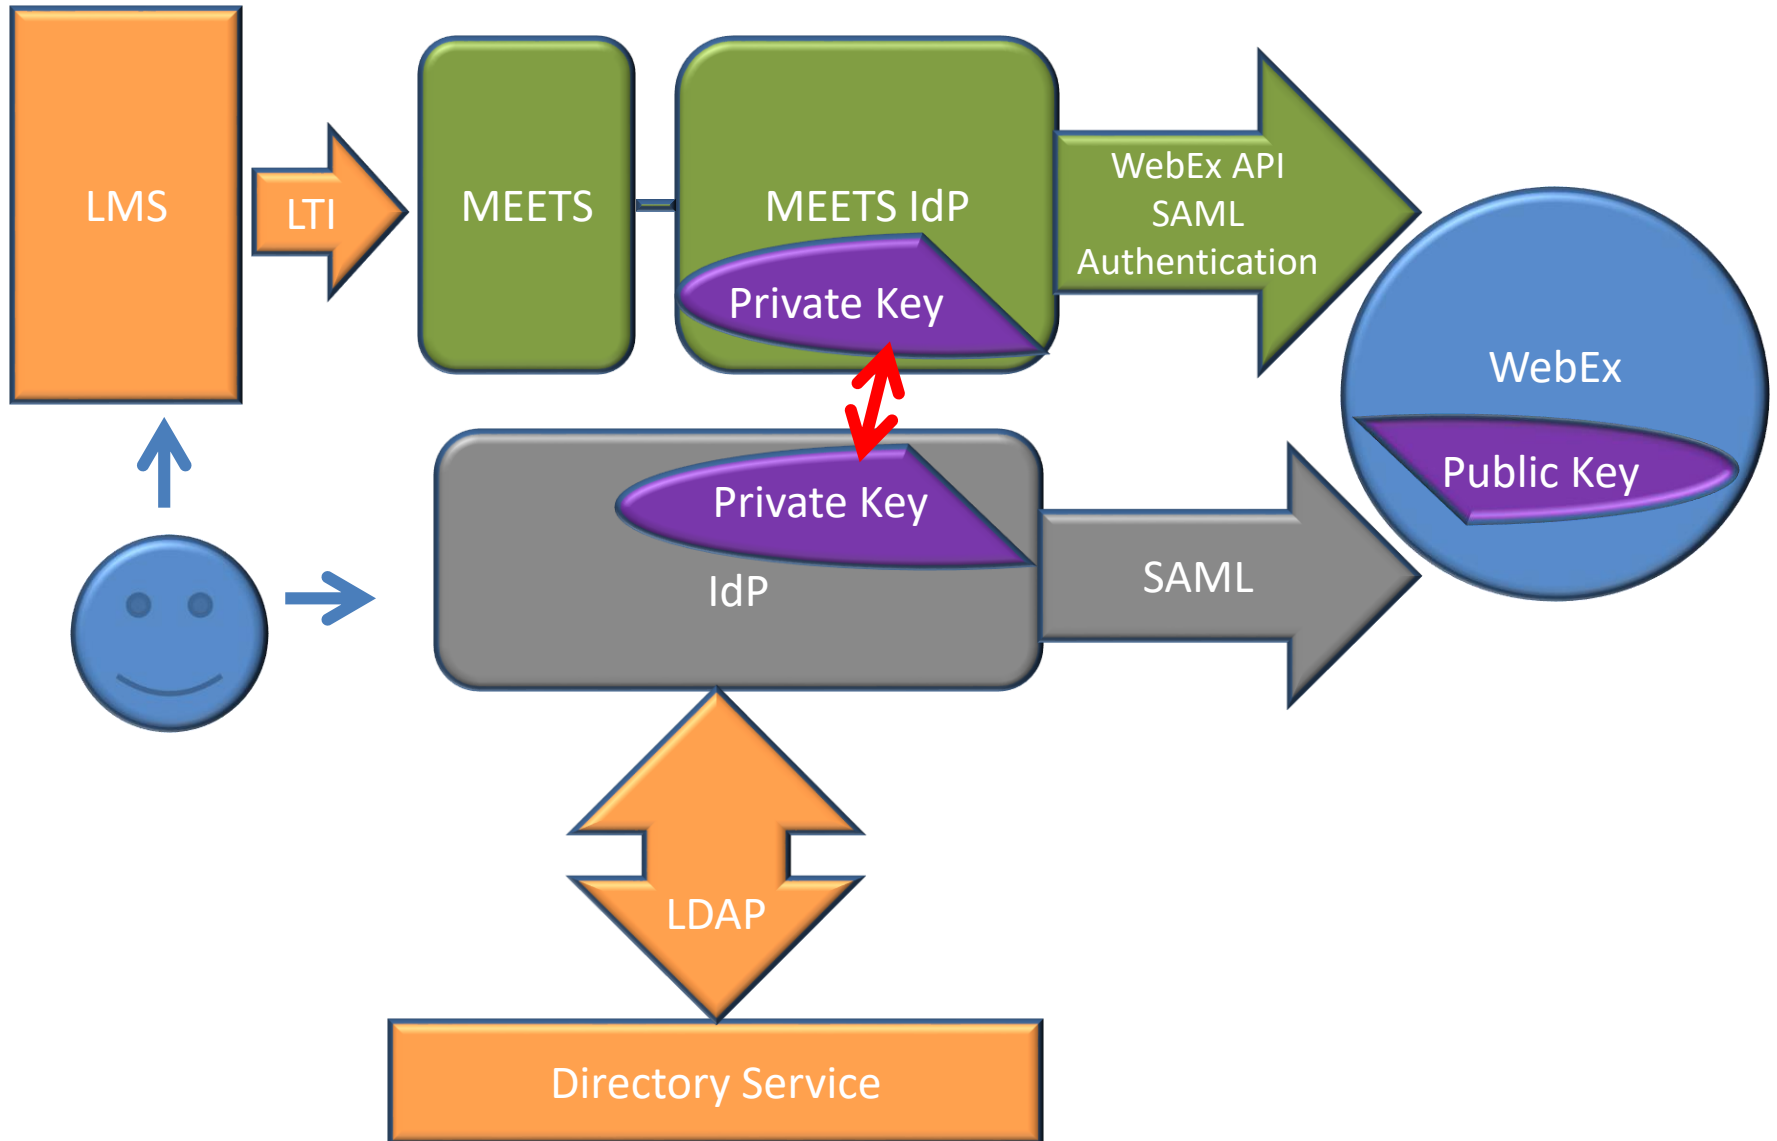 LMS
LTI
MEETS
MEETS IdP
Private Key
WebEx API
SAML
Authentication
WebEx
Public Key
Private Key
IdP
SAML
LDAP
Directory Service